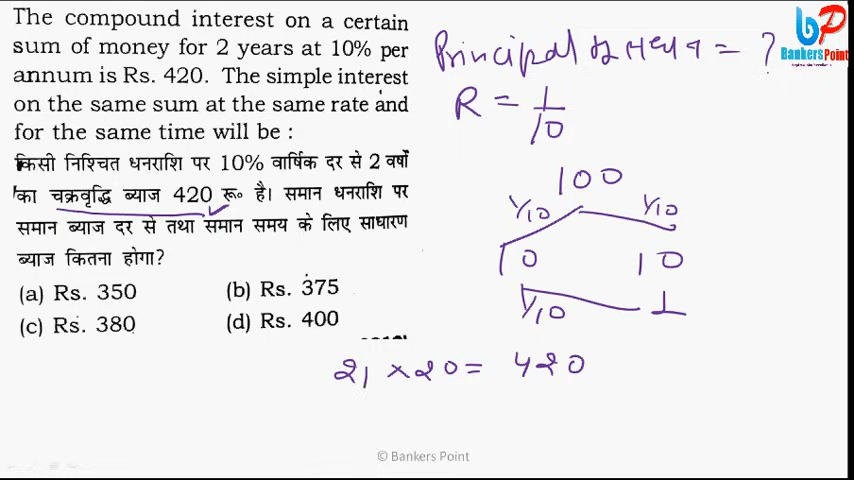 The compound interest on a certain
sum of money for 2 years at 10% per
annum is Rs. 420. The simple interest
on the same sum at the same rate and
for the same time will be :
किसी निश्चित धनराशि पर 10% वार्षिक दर से 2 वर्षों
का चक्रवृद्धि ब्याज 420 रू० है। समान धनराशि पर
समान ब्याज दर से तथा समान समय के लिए साधारण
ब्याज कितना होगा?
(a) Rs. 350 (b) Rs. 375
(c) Rs. 380 (d) Rs. 400
Principal = ?
R = 1/10
100
1/10 1/10
10 10
1/10 1
21 × 20 = 420
BankersPoint
© Bankers Point